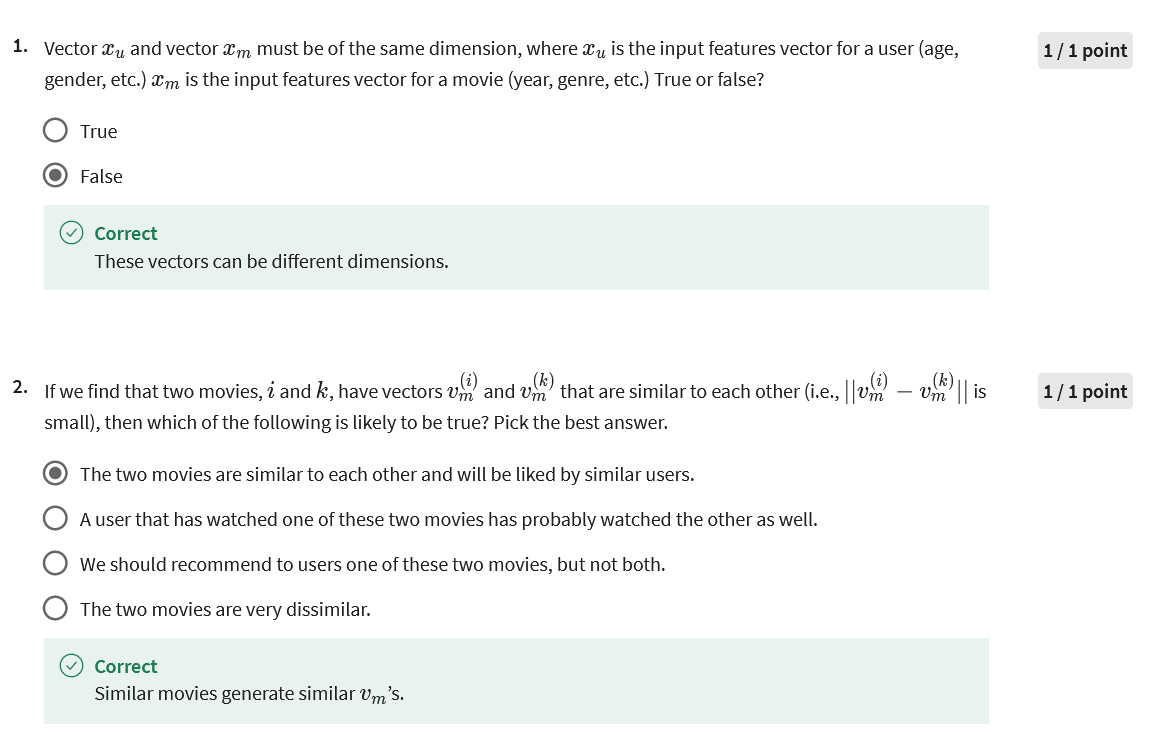 1. Vector x_u and vector x_m must be of the same dimension, where x_u is the input features vector for a user (age,
1 / 1 point
gender, etc.) x_m is the input features vector for a movie (year, genre, etc.) True or false?
True
False
Correct
These vectors can be different dimensions.
2. If we find that two movies, i and k, have vectors v_m^(i) and v_m^(k) that are similar to each other (i.e., ||v_m^(i) − v_m^(k)|| is
1 / 1 point
small), then which of the following is likely to be true? Pick the best answer.
The two movies are similar to each other and will be liked by similar users.
A user that has watched one of these two movies has probably watched the other as well.
We should recommend to users one of these two movies, but not both.
The two movies are very dissimilar.
Correct
Similar movies generate similar v_m's.